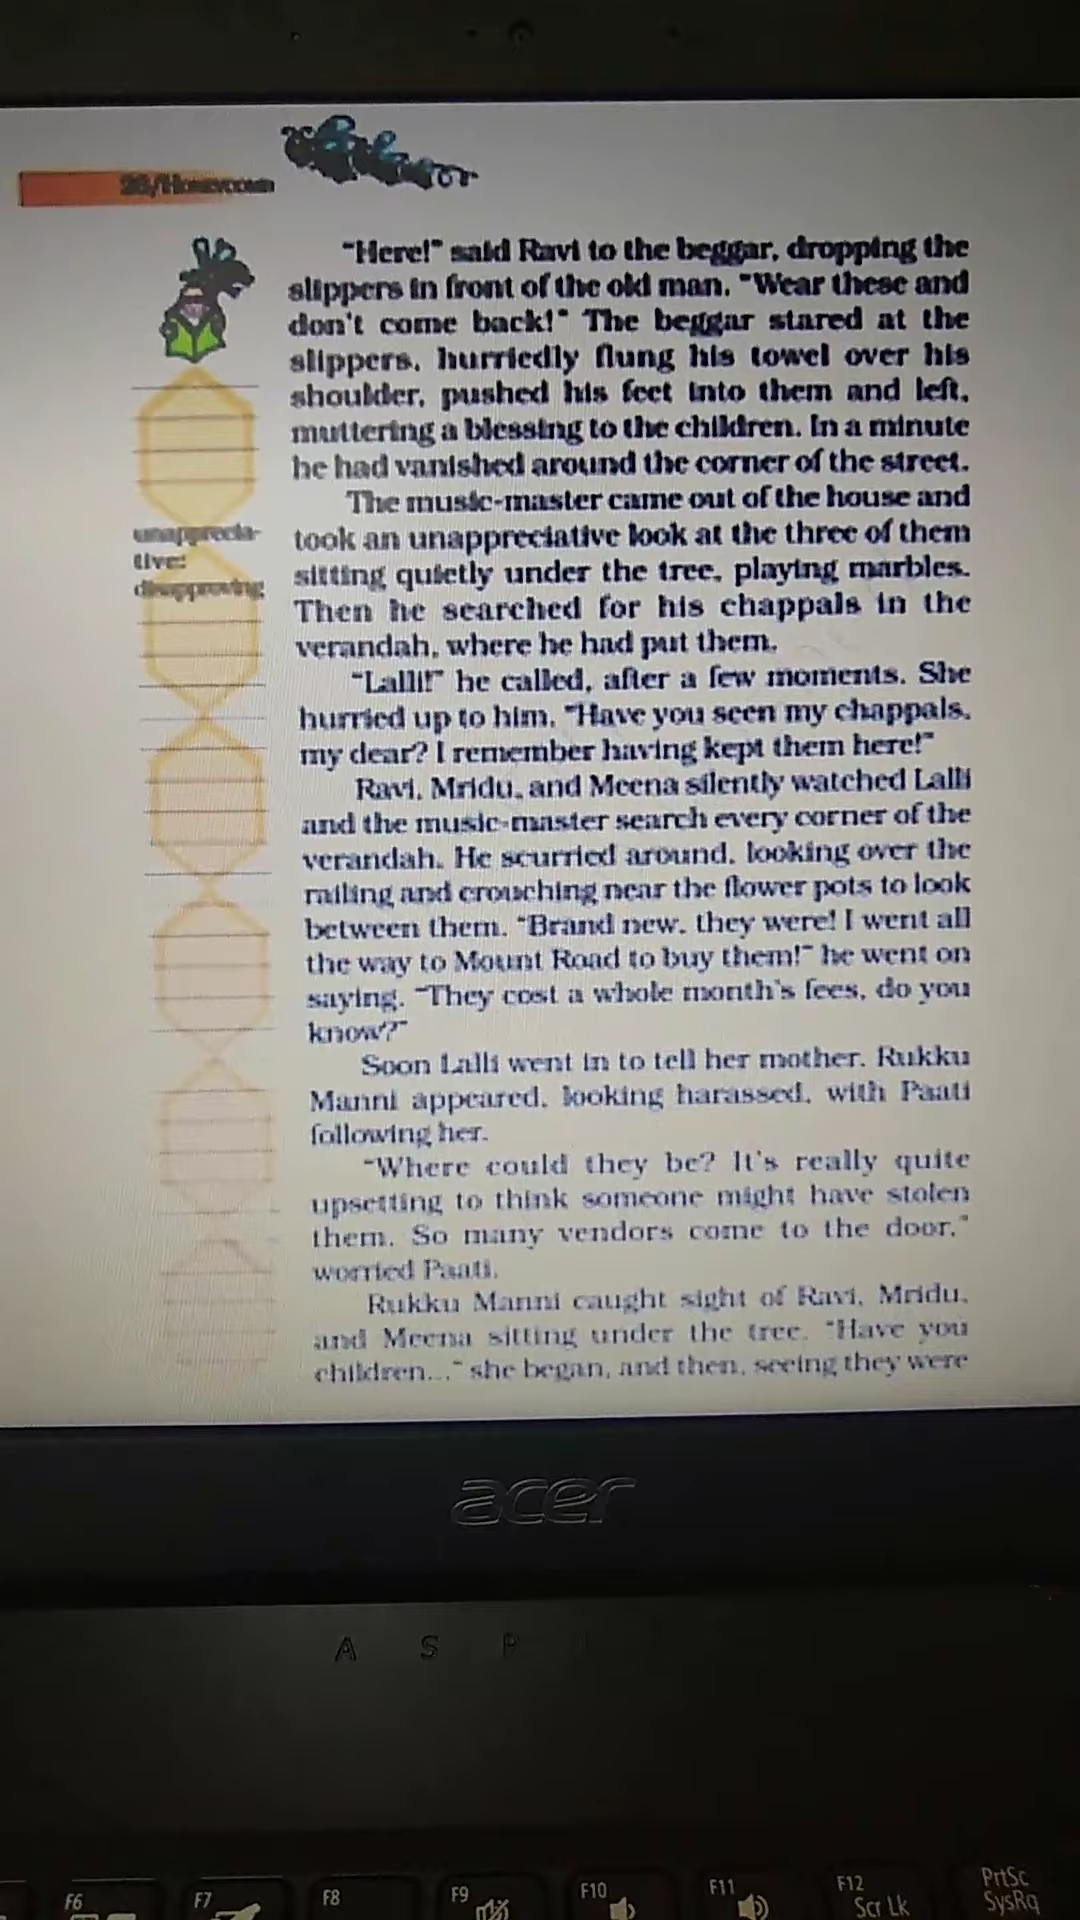 26/Honeycomb
"Here!" said Ravi to the beggar, dropping the
slippers in front of the old man. "Wear these and
don't come back!" The beggar stared at the
slippers, hurriedly flung his towel over his
shoulder, pushed his feet into them and left,
muttering a blessing to the children. In a minute
he had vanished around the corner of the street.
The music-master came out of the house and
took an unappreciative look at the three of them
sitting quietly under the tree, playing marbles.
Then he searched for his chappals in the
verandah, where he had put them.
unapprecia-
tive:
disapproving
"Lalli!" he called, after a few moments. She
hurried up to him. "Have you seen my chappals,
my dear? I remember having kept them here!"
Ravi, Mridu, and Meena silently watched Lalli
and the music-master search every corner of the
verandah. He scurried around, looking over the
railing and crouching near the flower pots to look
between them. "Brand new, they were! I went all
the way to Mount Road to buy them!" he went on
saying. "They cost a whole month's fees, do you
know?"
Soon Lalli went in to tell her mother. Rukku
Manni appeared, looking harassed, with Paati
following her.
"Where could they be? It's really quite
upsetting to think someone might have stolen
them. So many vendors come to the door,"
worried Paati.
Rukku Manni caught sight of Ravi, Mridu,
and Meena sitting under the tree. "Have you
children..." she began, and then, seeing they were
acer
A S P
F6 F7 F8 F9 F10 F11 F12 PrtSc
Scr Lk SysRq